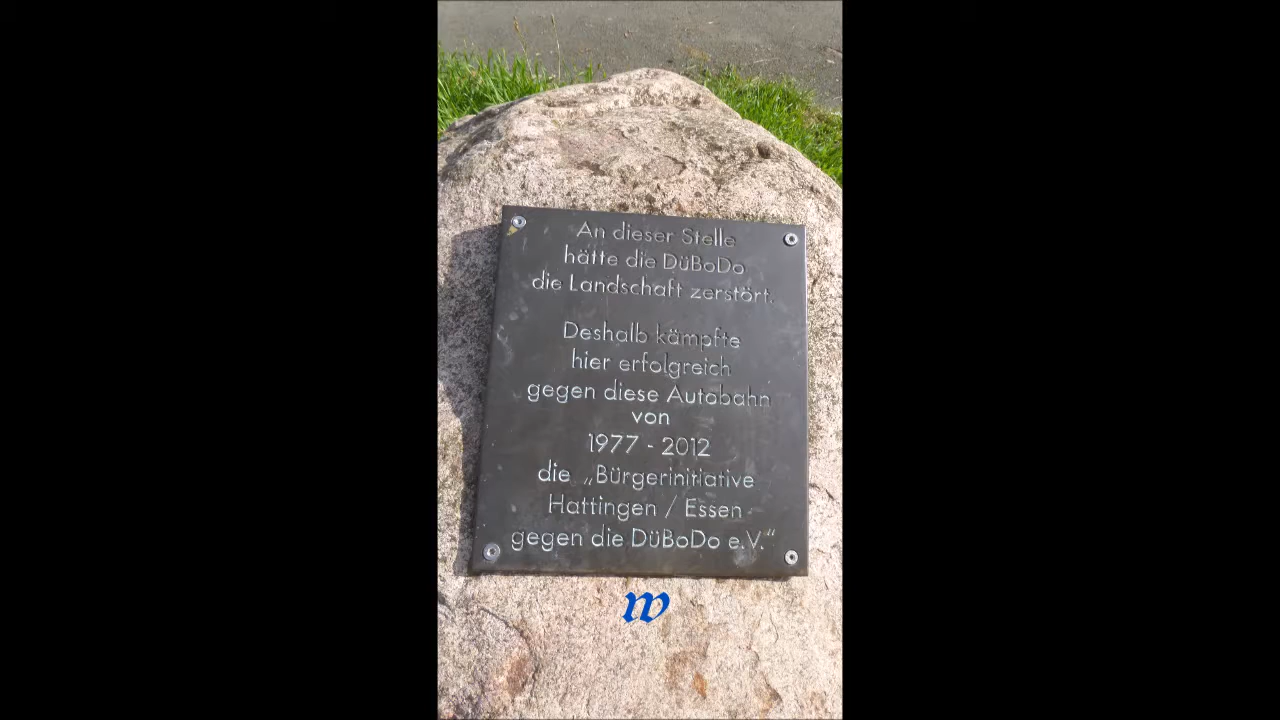 An dieser Stelle
hätte die DüBoDo
die Landschaft zerstört.
Deshalb kämpfte
hier erfolgreich
gegen diese Autobahn
von
1977 - 2012
die „Bürgerinitiative
Hattingen / Essen
gegen die DüBoDo e.V.“
w